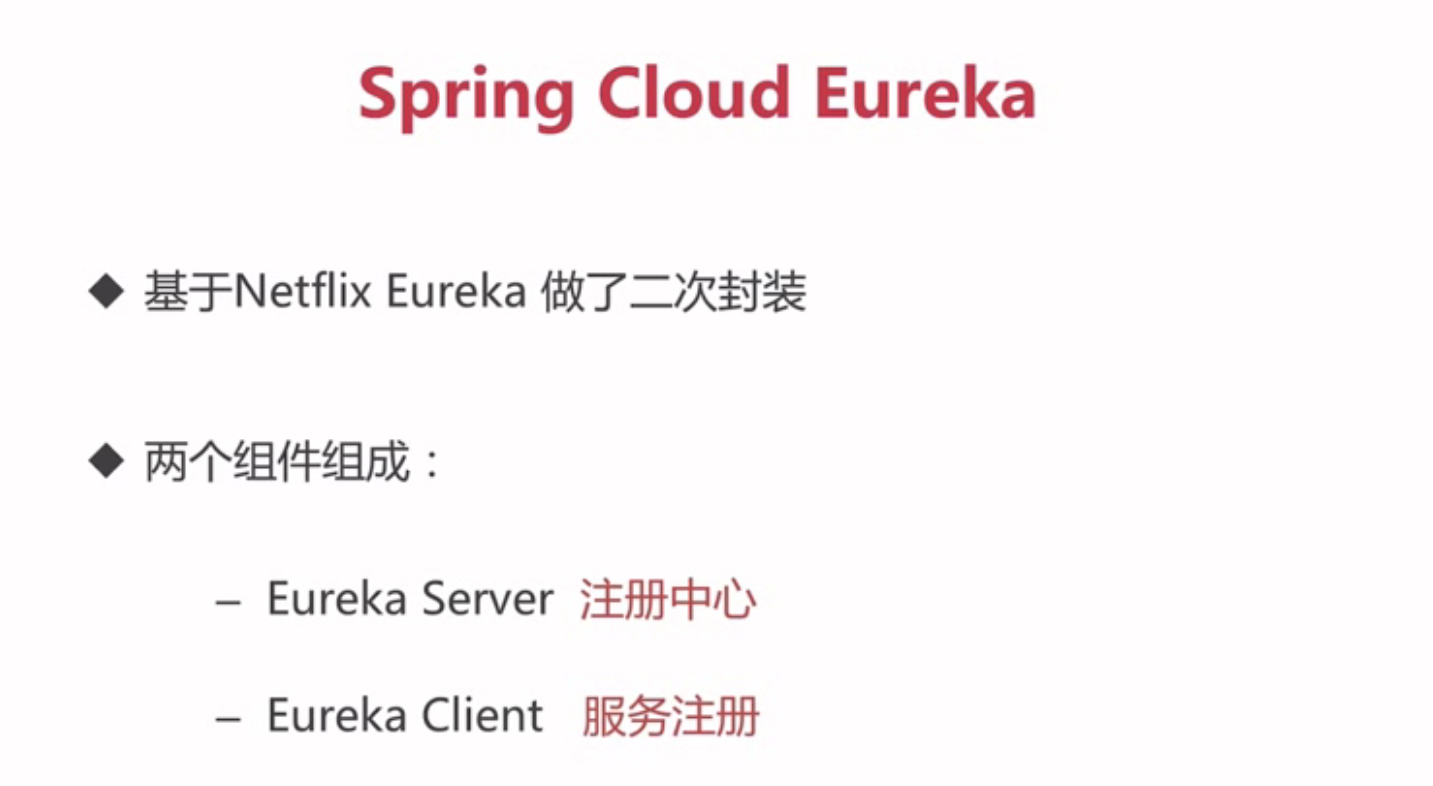 Spring Cloud Eureka
◆ 基于Netflix Eureka 做了二次封装
◆ 两个组件组成：
– Eureka Server 注册中心
– Eureka Client 服务注册